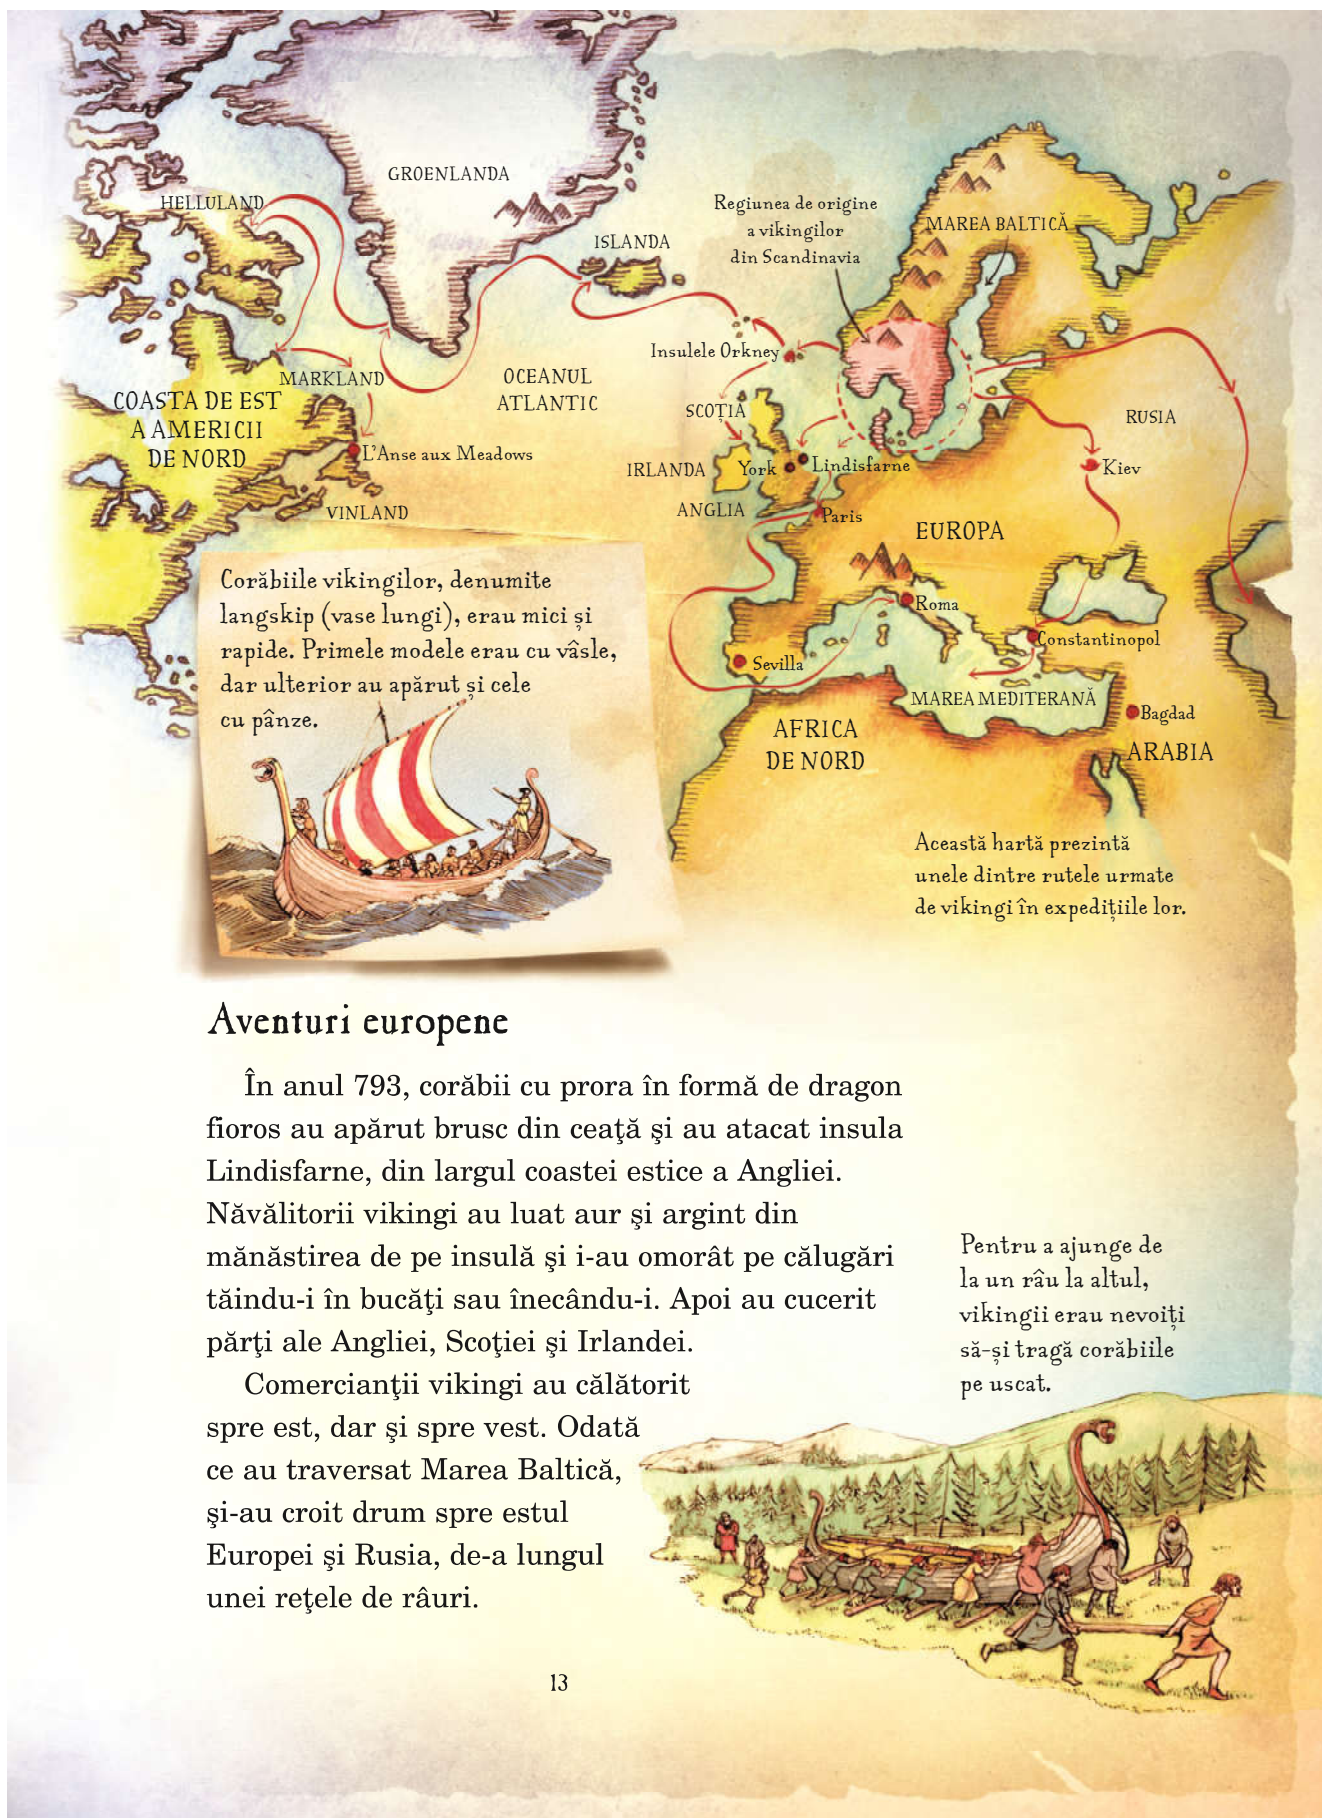 GROENLANDA
HELLULAND
ISLANDA
Regiunea de origine
a vikingilor
din Scandinavia
MAREA BALTICĂ
Insulele Orkney
MARKLAND
OCEANUL
ATLANTIC
COASTA DE EST
A AMERICII
DE NORD
SCOȚIA
RUSIA
L'Anse aux Meadows
IRLANDA
York
Lindisfarne
Kiev
VINLAND
ANGLIA
Paris
EUROPA
Roma
Constantinopol
Sevilla
MAREA MEDITERANĂ
Bagdad
AFRICA
DE NORD
ARABIA
Corăbiile vikingilor, denumite
langskip (vase lungi), erau mici și
rapide. Primele modele erau cu vâsle,
dar ulterior au apărut și cele
cu pânze.
Această hartă prezintă
unele dintre rutele urmate
de vikingi în expedițiile lor.
Aventuri europene
În anul 793, corăbii cu prora în formă de dragon
fioros au apărut brusc din ceaţă şi au atacat insula
Lindisfarne, din largul coastei estice a Angliei.
Năvălitorii vikingi au luat aur şi argint din
mănăstirea de pe insulă şi i-au omorât pe călugări
tăindu-i în bucăţi sau înecându-i. Apoi au cucerit
părţi ale Angliei, Scoţiei şi Irlandei.
Comercianţii vikingi au călătorit
spre est, dar şi spre vest. Odată
ce au traversat Marea Baltică,
şi-au croit drum spre estul
Europei şi Rusia, de-a lungul
unei reţele de râuri.
Pentru a ajunge de
la un râu la altul,
vikingii erau nevoiți
să-și tragă corăbiile
pe uscat.
13